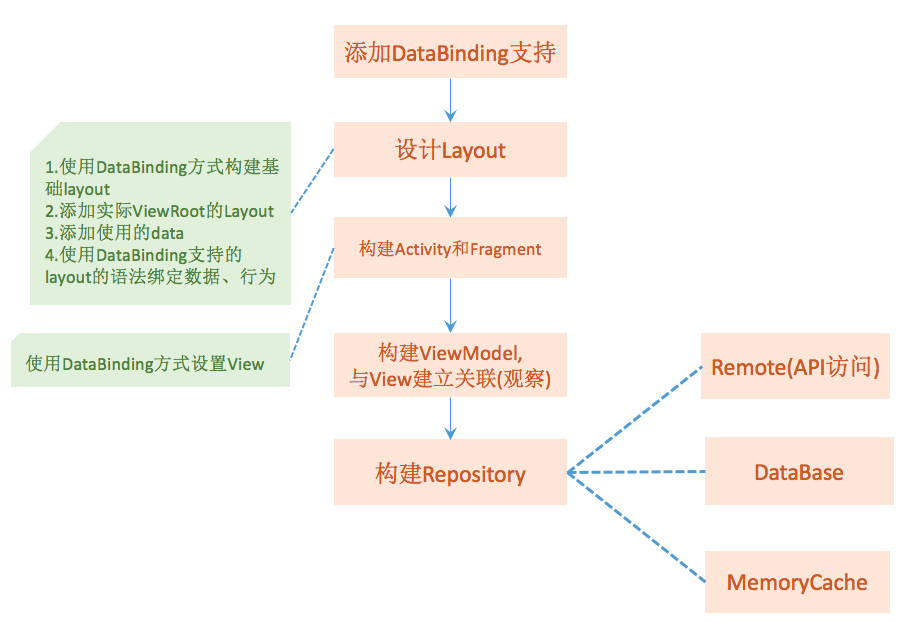 添加DataBinding支持
设计Layout
1.使用DataBinding方式构建基
础layout
2.添加实际ViewRoot的Layout
3.添加使用的data
4.使用DataBinding支持的
layout的语法绑定数据、行为
构建Activity和Fragment
使用DataBinding方式设置View
构建ViewModel,
与View建立关联(观察)
构建Repository
Remote(API访问)
DataBase
MemoryCache